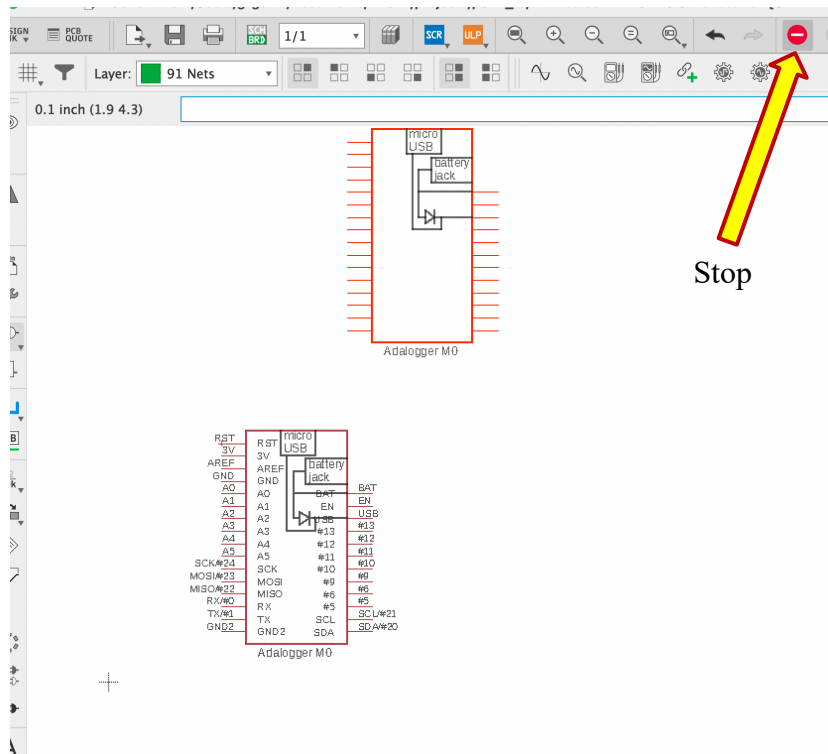 IGN
PCB
QUOTE
SCH
BRD
1/1
SCR
ULP
Layer: 91 Nets
0.1 inch (1.9 4.3)
micro
USB
battery
jack
Stop
Adalogger M0
RST RST micro
3V 3V USB
AREF AREF battery
GND GND jack
A0 A0 BAT BAT
A1 A1 EN EN
A2 A2 USB USB
A3 A3 #13 #13
A4 A4 #12 #12
A5 A5 #11 #11
SCK/#24 SCK #10 #10
MOSI/#23 MOSI #9 #9
MISO/#22 MISO #6 #6
RX/#0 RX #5 #5
TX/#1 TX SCL SCL/#21
GND2 GND2 SDA SDA/#20
Adalogger M0